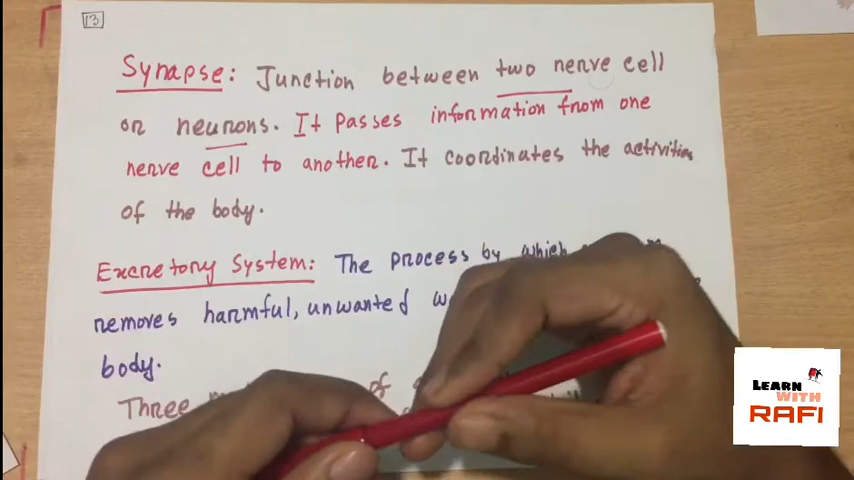 13
Synapse: Junction between two nerve cell
or neurons. It passes information from one
nerve cell to another. It coordinates the activities
of the body.
Excretory System: The process by which
removes harmful, unwanted
body.
Three of
LEARN
WITH
RAFI